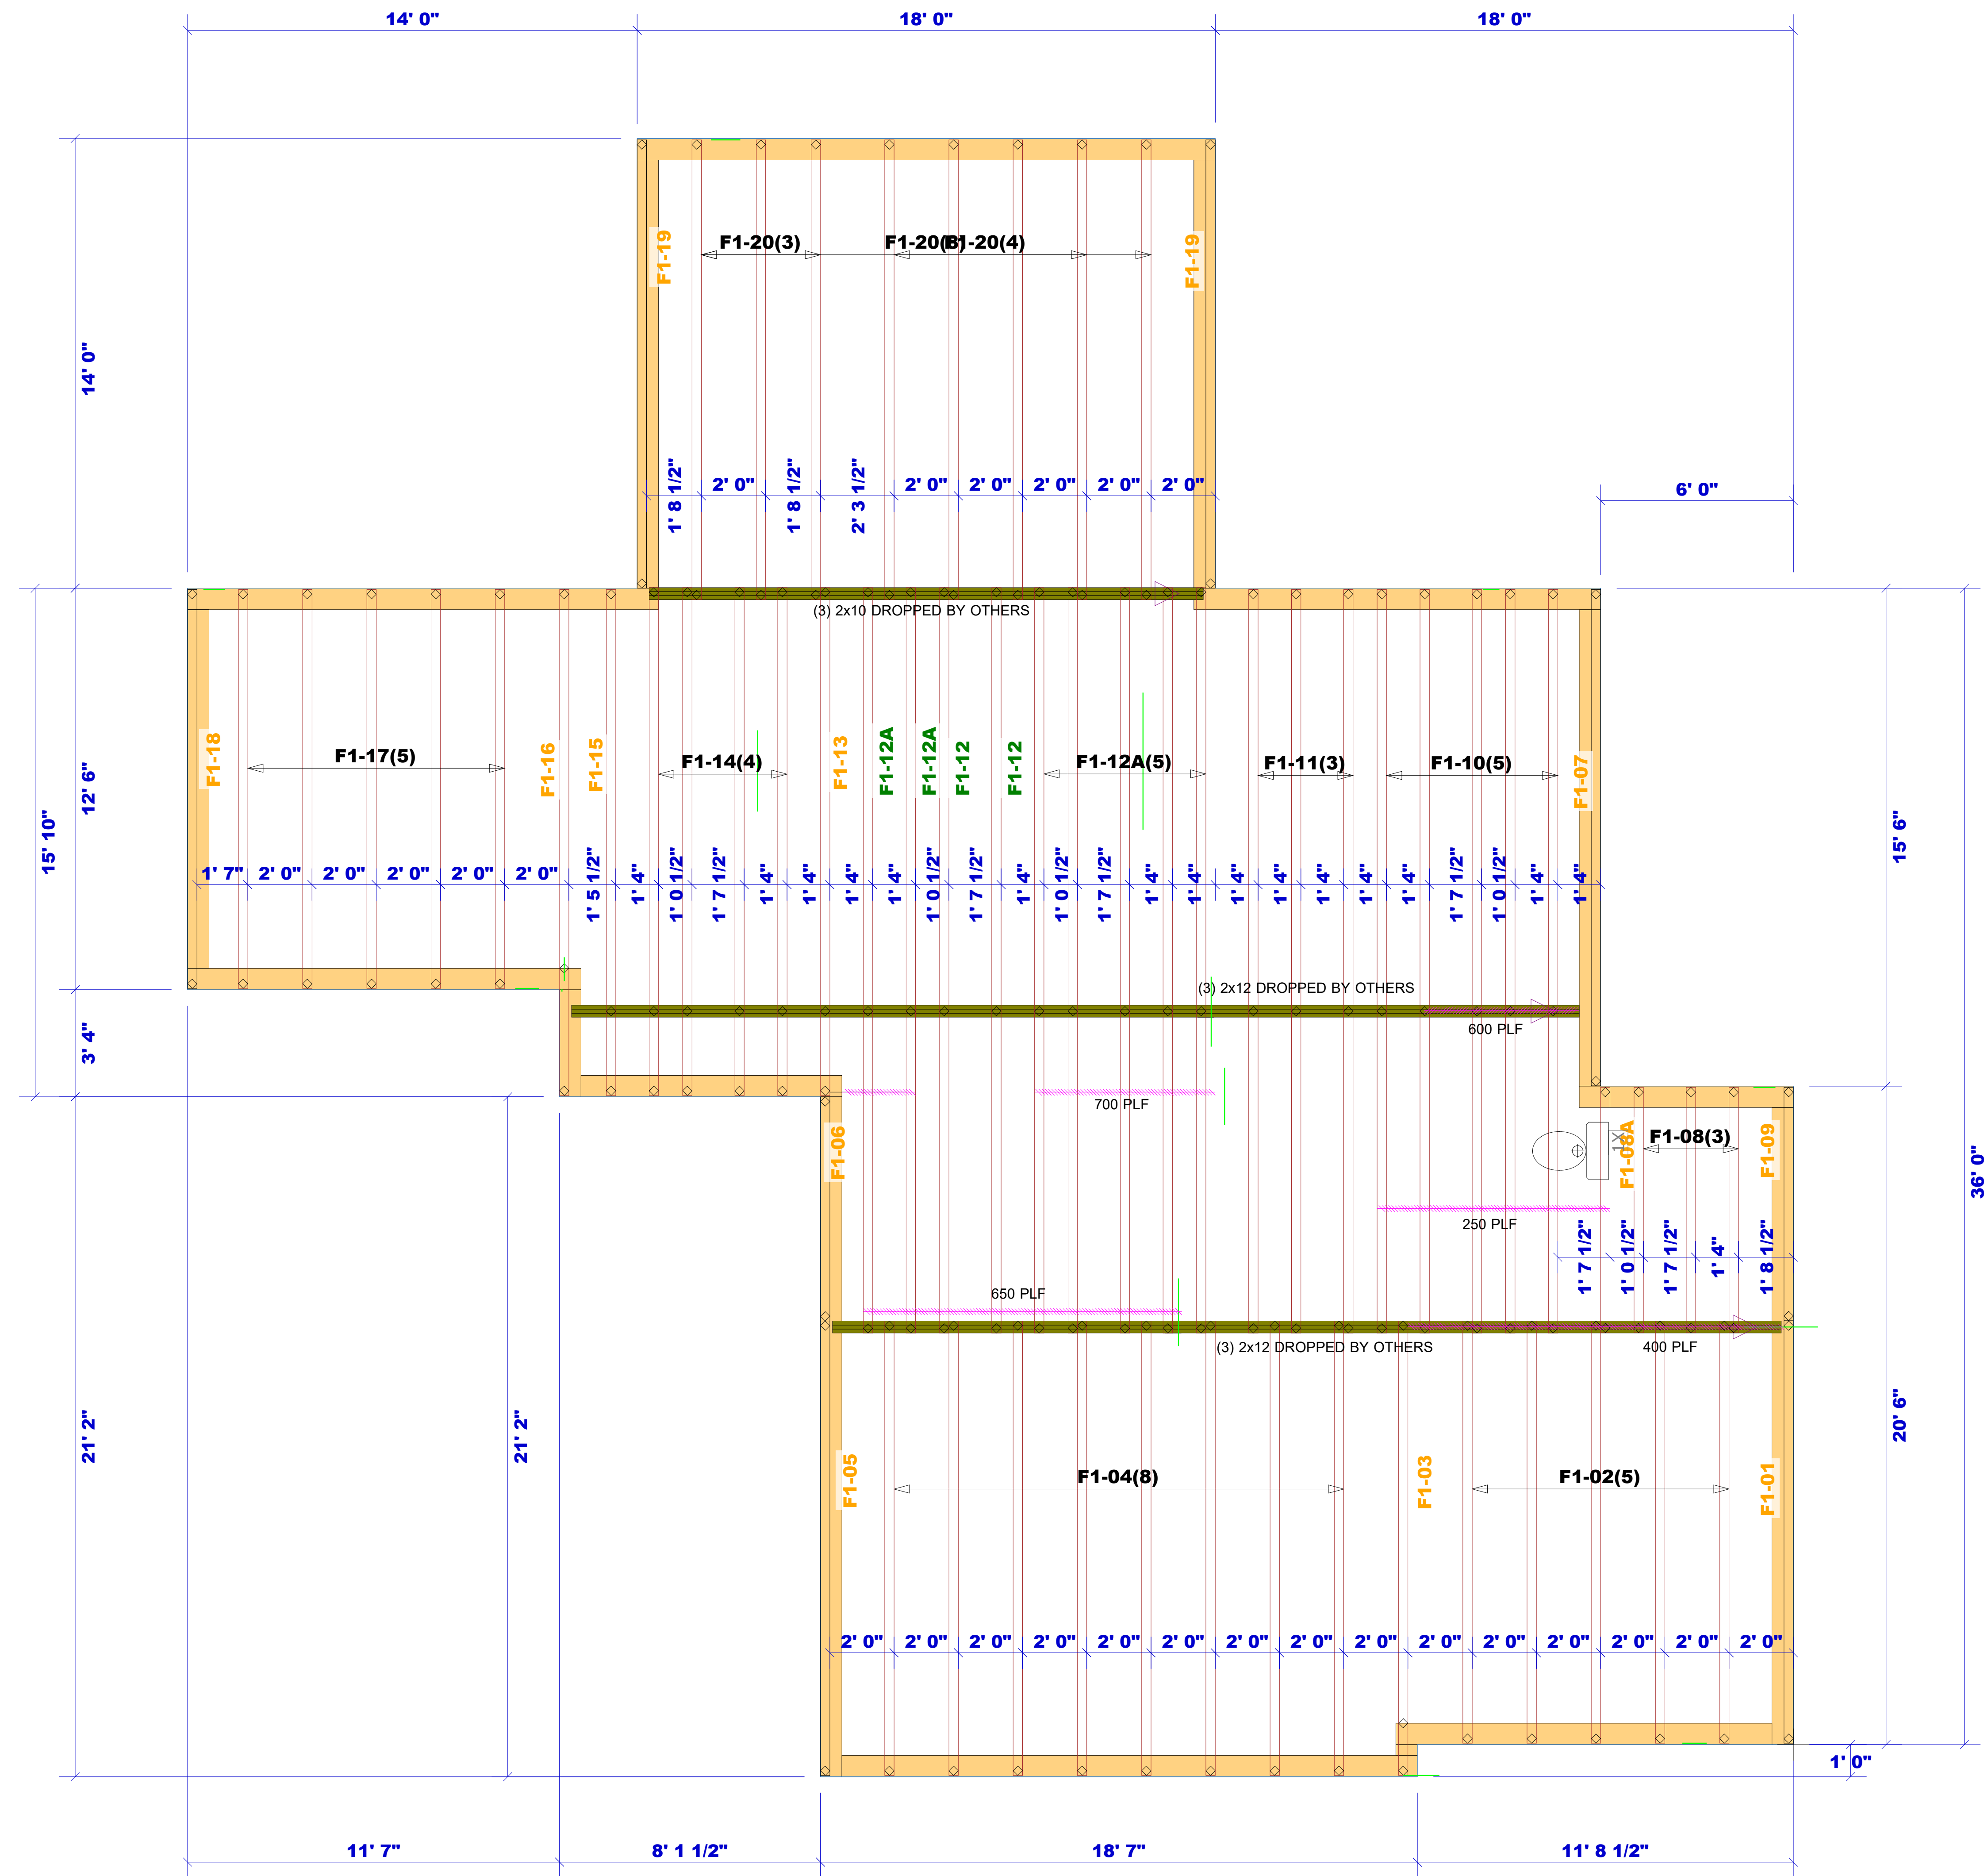 14' 0" 18' 0" 18' 0"
F1-19 F1-20(3) F1-20(8) F1-20(4) F1-19
14' 0"
1' 8 1/2" 2' 0" 1' 8 1/2" 2' 3 1/2" 2' 0" 2' 0" 2' 0" 2' 0" 2' 0"
6' 0"
(3) 2x10 DROPPED BY OTHERS
F1-18 F1-17(5) F1-16 F1-15 F1-14(4) F1-13 F1-12A F1-12A F1-12 F1-12 F1-12A(5) F1-11(3) F1-10(5) F1-07
12' 6"
15' 10"
15' 6"
36' 0"
1' 7" 2' 0" 2' 0" 2' 0" 2' 0" 2' 0" 1' 5 1/2" 1' 4" 1' 0 1/2" 1' 7 1/2" 1' 4" 1' 4" 1' 4" 1' 4" 1' 0 1/2" 1' 7 1/2" 1' 4" 1' 0 1/2" 1' 7 1/2" 1' 4" 1' 4" 1' 4" 1' 4" 1' 4" 1' 4" 1' 4" 1' 7 1/2" 1' 0 1/2" 1' 4" 1' 4"
(3) 2x12 DROPPED BY OTHERS
600 PLF
3' 4"
700 PLF
F1-06 1X F1-08A F1-08(3) F1-09
250 PLF
1' 7 1/2" 1' 0 1/2" 1' 7 1/2" 1' 4" 1' 8 1/2"
650 PLF
(3) 2x12 DROPPED BY OTHERS
400 PLF
21' 2" 21' 2"
20' 6"
F1-05 F1-04(8) F1-03 F1-02(5) F1-01
2' 0" 2' 0" 2' 0" 2' 0" 2' 0" 2' 0" 2' 0" 2' 0" 2' 0" 2' 0" 2' 0" 2' 0" 2' 0" 2' 0" 2' 0"
1' 0"
11' 7" 8' 1 1/2" 18' 7" 11' 8 1/2"